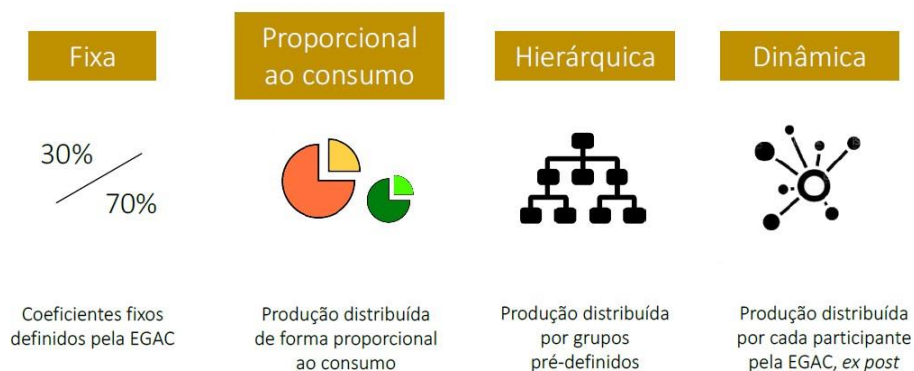 Fixa
Proporcional
ao consumo
Hierárquica
Dinâmica
30%
70%
Coeficientes fixos
definidos pela EGAC
Produção distribuída
de forma proporcional
ao consumo
Produção distribuída
por grupos
pré-definidos
Produção distribuída
por cada participante
pela EGAC, ex post